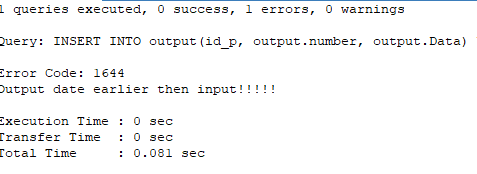 1 queries executed, 0 success, 1 errors, 0 warnings
Query: INSERT INTO output(id_p, output.number, output.Data)
Error Code: 1644
Output date earlier then input!!!!!
Execution Time : 0 sec
Transfer Time  : 0 sec
Total Time     : 0.081 sec